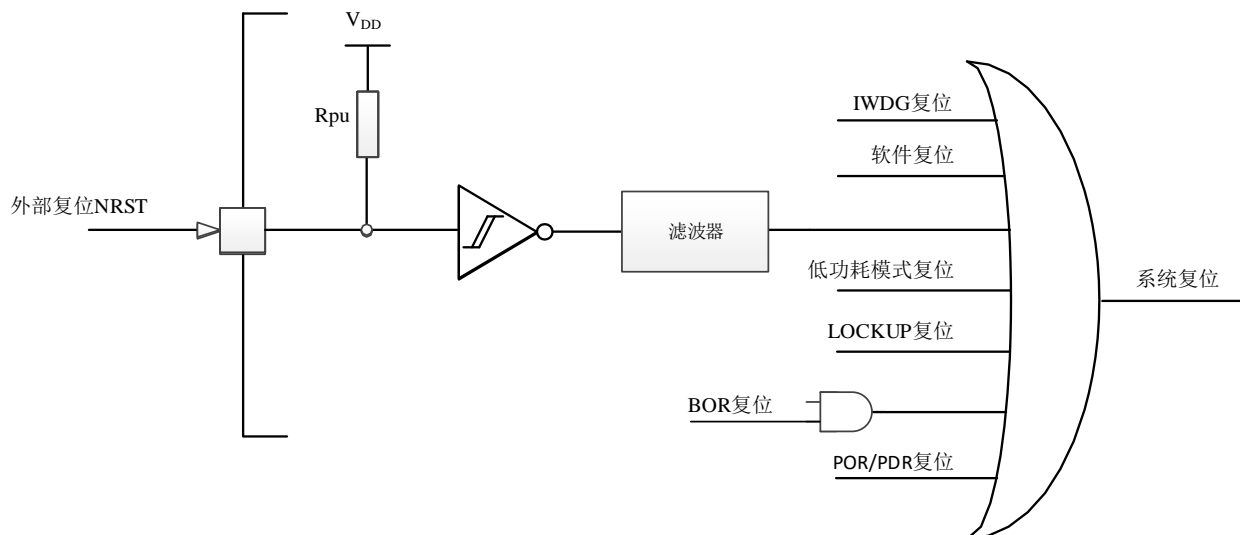 V_DD
Rpu
外部复位NRST
滤波器
IWDG复位
软件复位
低功耗模式复位
LOCKUP复位
BOR复位
POR/PDR复位
系统复位